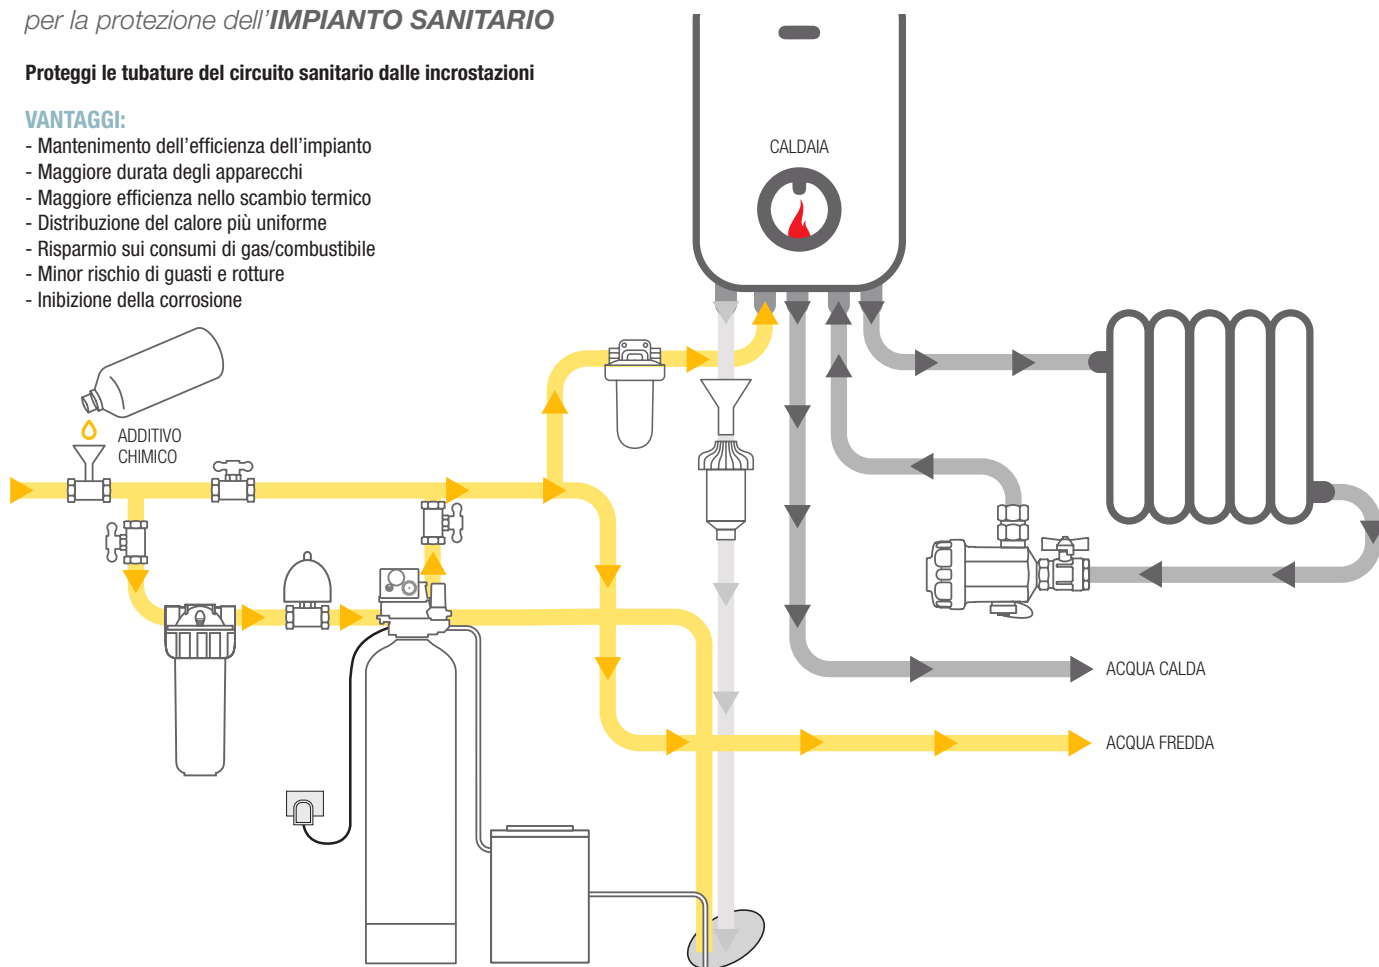 per la protezione dell'IMPIANTO SANITARIO
Proteggi le tubature del circuito sanitario dalle incrostazioni
VANTAGGI:
- Mantenimento dell'efficienza dell'impianto
- Maggiore durata degli apparecchi
- Maggiore efficienza nello scambio termico
- Distribuzione del calore più uniforme
- Risparmio sui consumi di gas/combustibile
- Minor rischio di guasti e rotture
- Inibizione della corrosione
CALDAIA
ADDITIVO
CHIMICO
ACQUA CALDA
ACQUA FREDDA